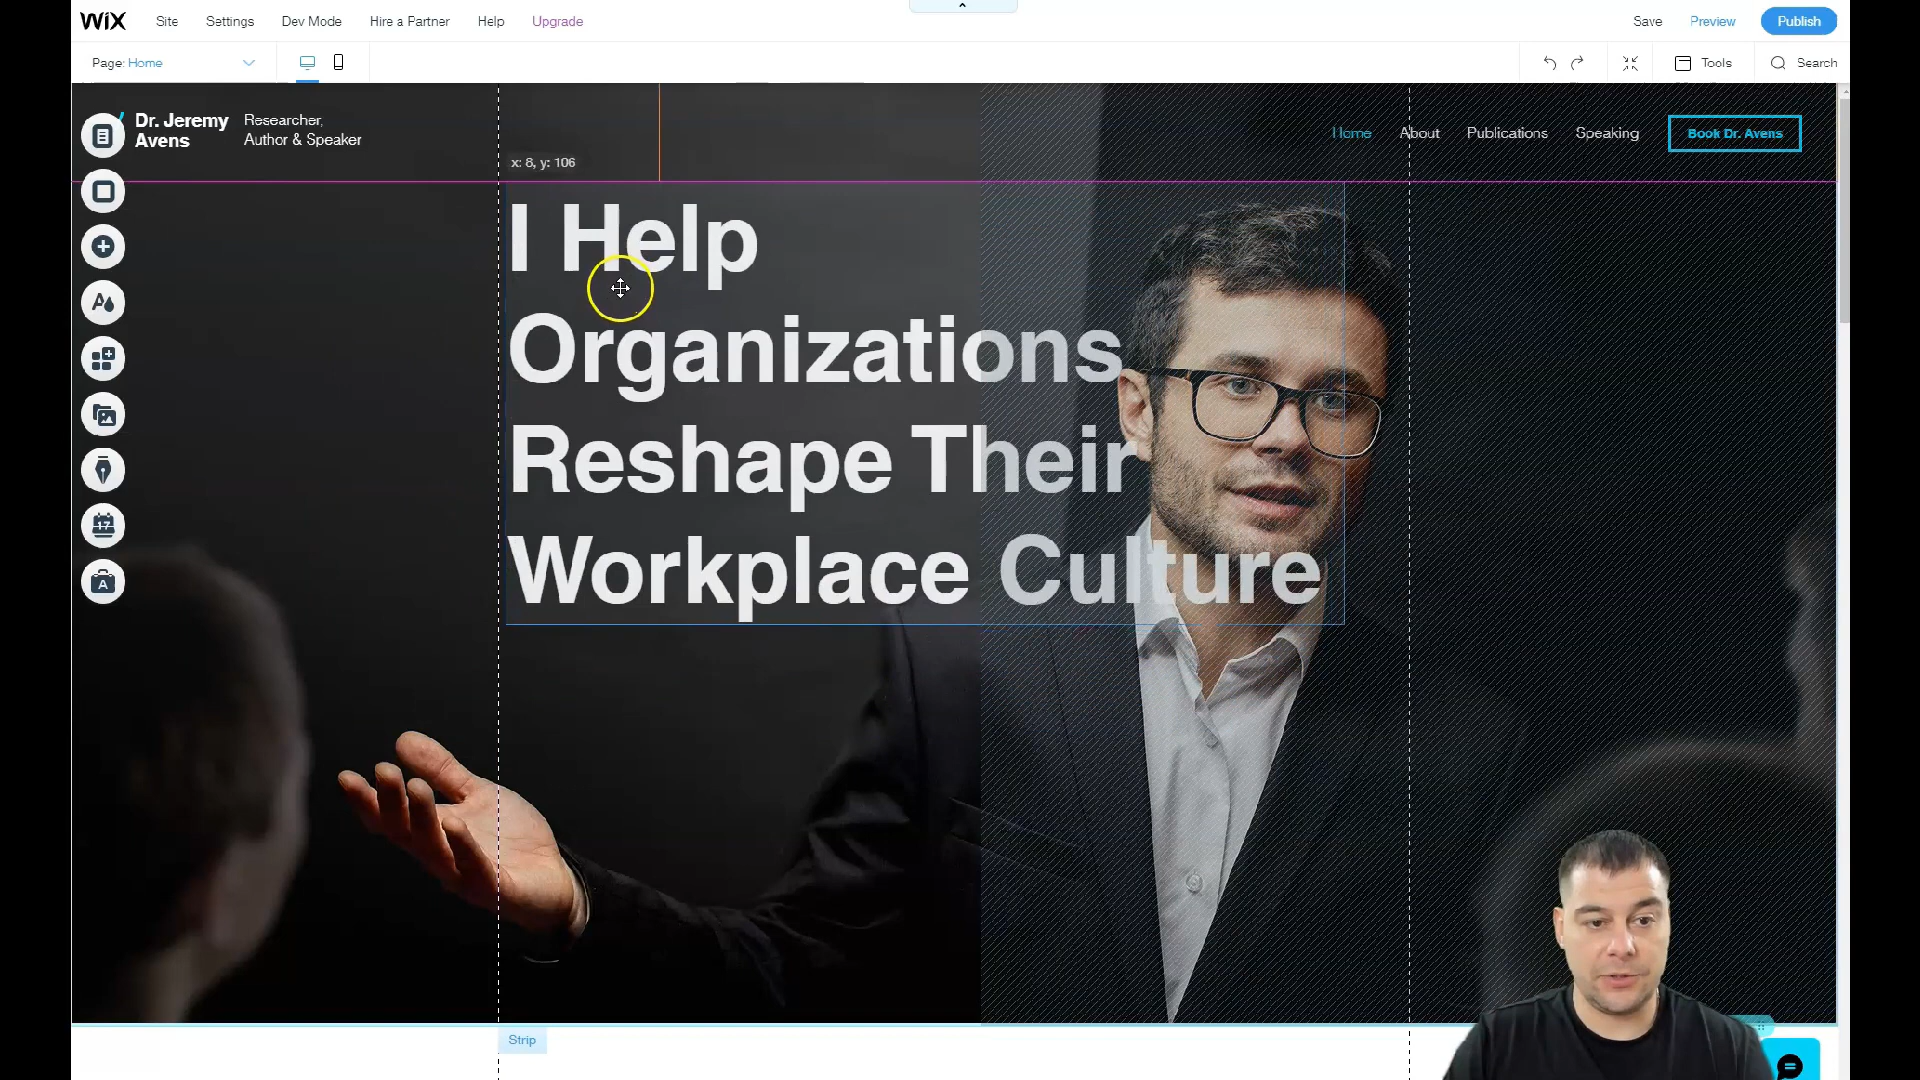 WIX Site Settings Dev Mode Hire a Partner Help Upgrade Save Preview Publish
Page: Home Tools Search
Dr. Jeremy
Avens
Researcher,
Author & Speaker
Home About Publications Speaking Book Dr. Avens
x: 8, y: 106
I Help
Organizations
Reshape Their
Workplace Culture
17
A
Strip